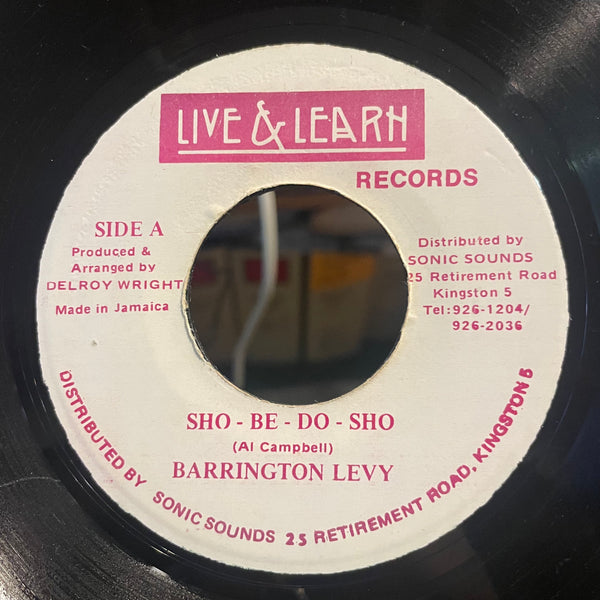 LIVE & LEARN
RECORDS
SIDE A
Produced &
Arranged by
DELROY WRIGHT
Made in Jamaica
Distributed by
SONIC SOUNDS
25 Retirement Road
Kingston 5
Tel:926-1204/
926-2036
SHO - BE - DO - SHO
(Al Campbell)
BARRINGTON LEVY
DISTRIBUTED BY SONIC SOUNDS 25 RETIREMENT ROAD, KINGSTON 5